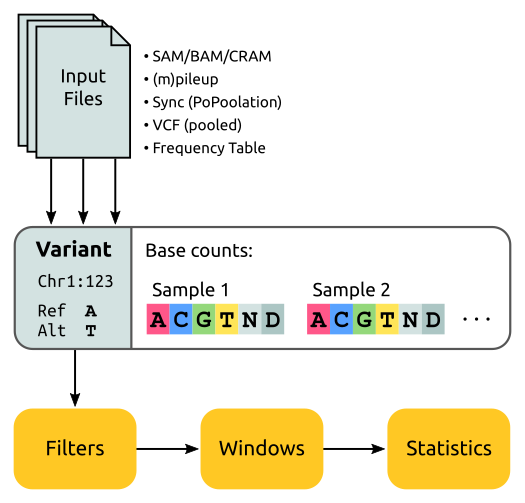 Input
Files
• SAM/BAM/CRAM
• (m)pileup
• Sync (PoPoolation)
• VCF (pooled)
• Frequency Table
Variant
Chr1:123
Ref A
Alt T
Base counts:
Sample 1
A C G T N D
Sample 2
A C G T N D
...
Filters
Windows
Statistics